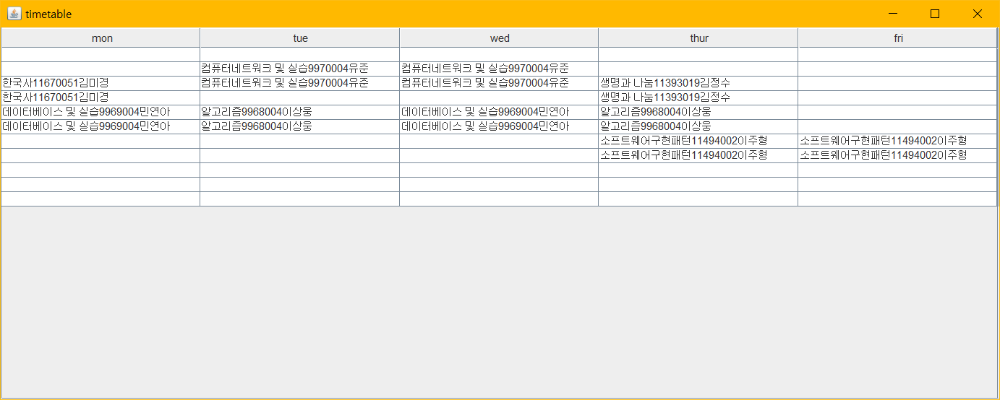 timetable
mon tue wed thur fri
컴퓨터네트워크 및 실습9970004유준 컴퓨터네트워크 및 실습9970004유준
한국사11670051김미경 컴퓨터네트워크 및 실습9970004유준 컴퓨터네트워크 및 실습9970004유준 생명과 나눔11393019김정수
한국사11670051김미경 생명과 나눔11393019김정수
데이터베이스 및 실습9969004민연아 알고리즘9968004이상웅 데이터베이스 및 실습9969004민연아 알고리즘9968004이상웅
데이터베이스 및 실습9969004민연아 알고리즘9968004이상웅 데이터베이스 및 실습9969004민연아 알고리즘9968004이상웅
소프트웨어구현패턴11494002이주형 소프트웨어구현패턴11494002이주형
소프트웨어구현패턴11494002이주형 소프트웨어구현패턴11494002이주형